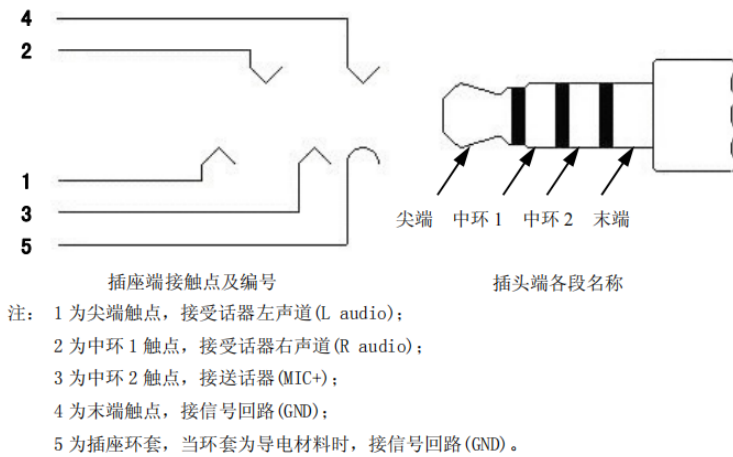 4
2
1
3
5
尖端 中环 1 中环 2 末端
插座端接触点及编号 插头端各段名称
注： 1 为尖端触点，接受话器左声道(L audio)；
2 为中环 1 触点，接受话器右声道(R audio)；
3 为中环 2 触点，接送话器(MIC+)；
4 为末端触点，接信号回路(GND)；
5 为插座环套，当环套为导电材料时，接信号回路(GND)。